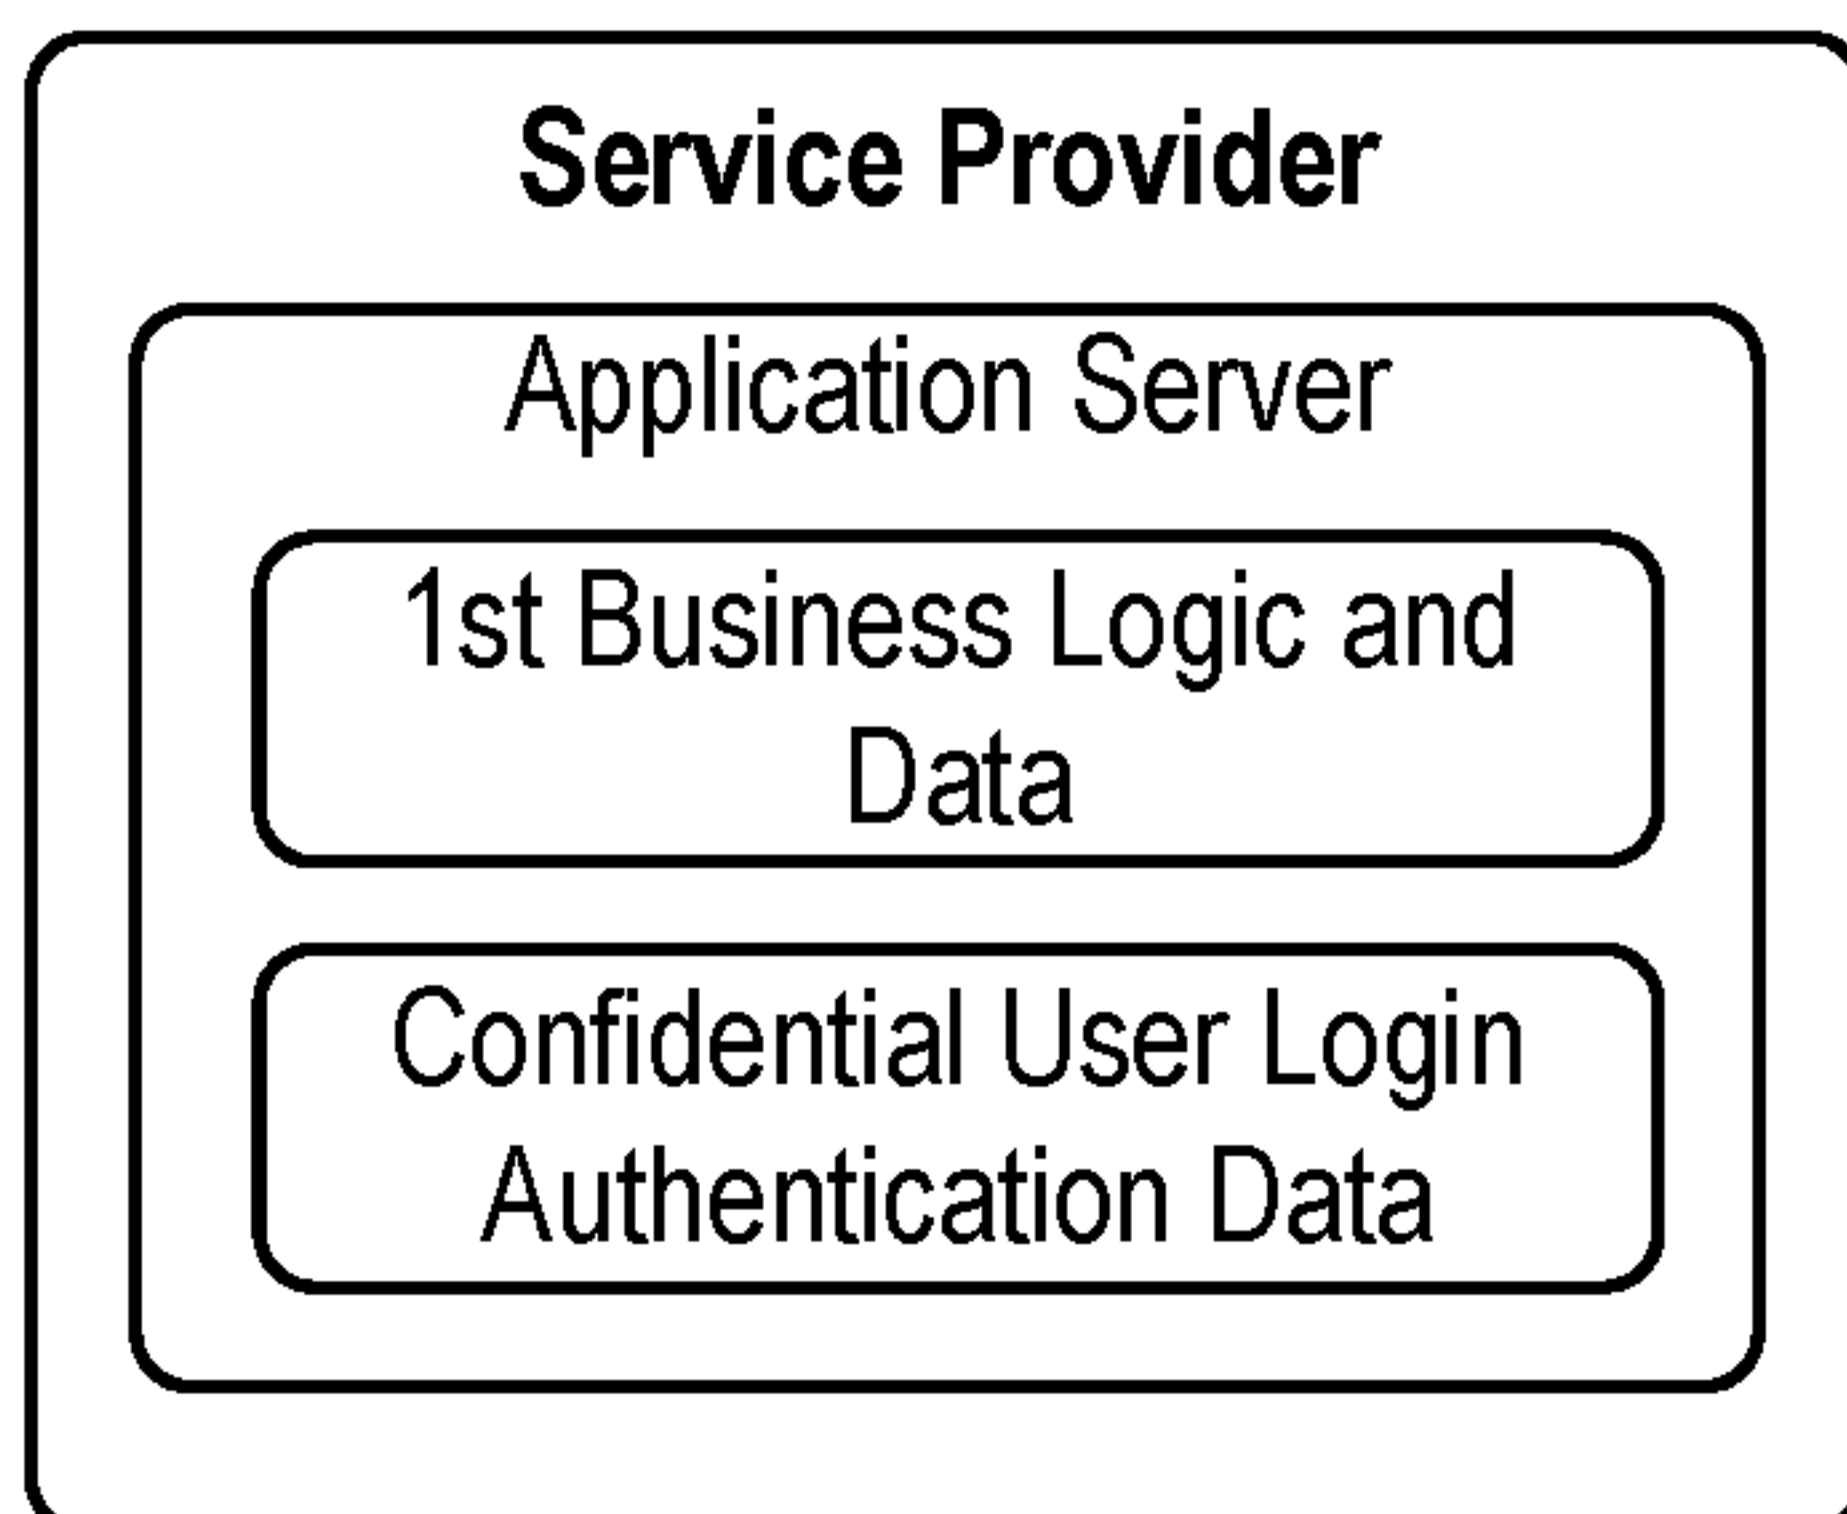 Service Provider
Application Server
1st Business Logic and
Data
Confidential User Login
Authentication Data